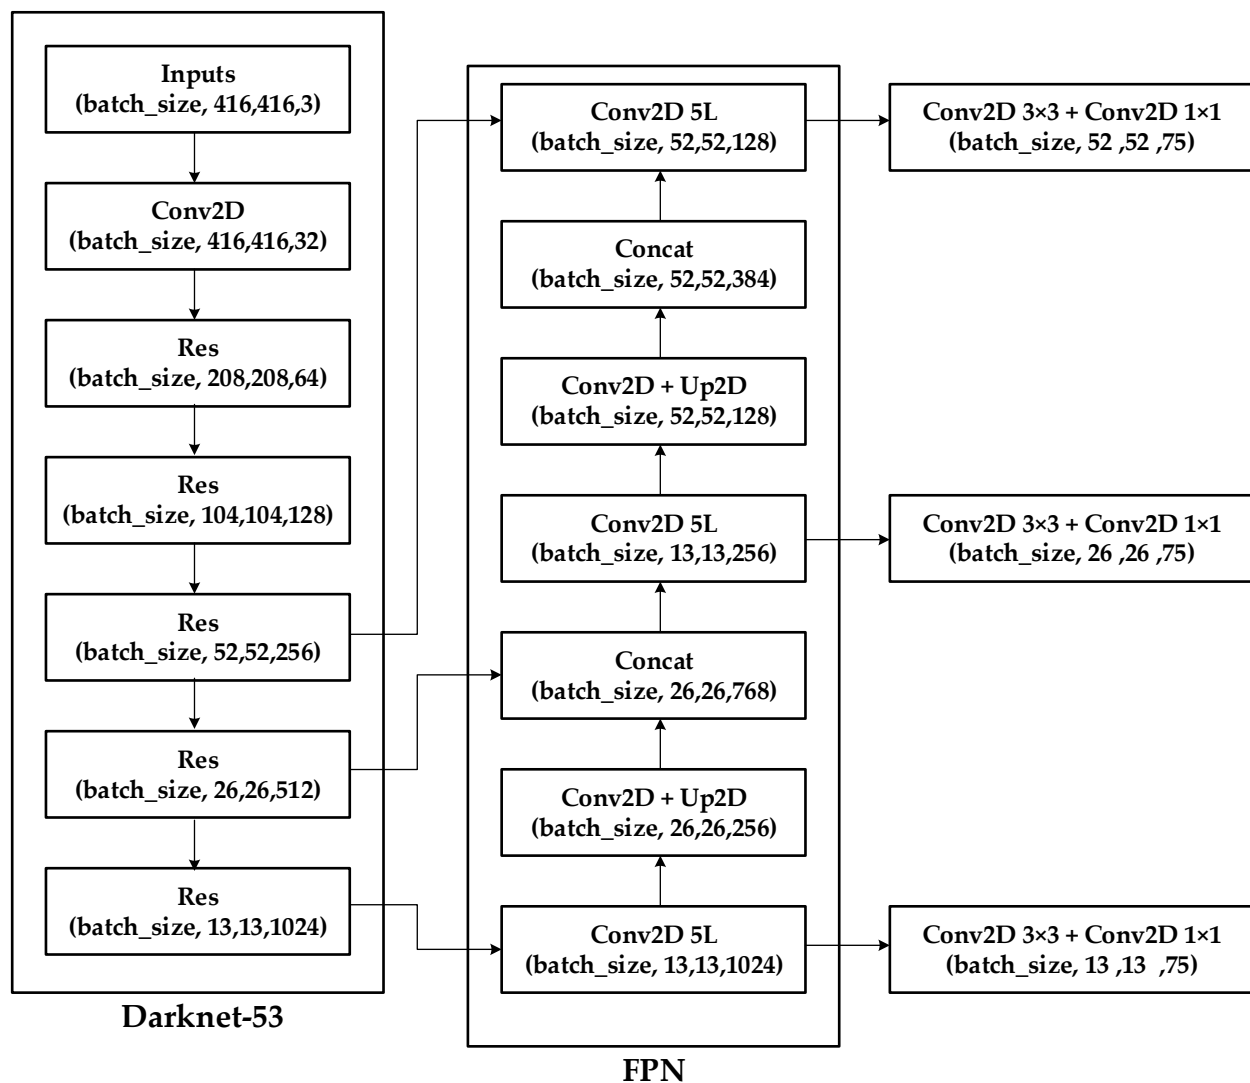 Inputs
(batch_size, 416,416,3)
Conv2D
(batch_size, 416,416,32)
Res
(batch_size, 208,208,64)
Res
(batch_size, 104,104,128)
Res
(batch_size, 52,52,256)
Res
(batch_size, 26,26,512)
Res
(batch_size, 13,13,1024)
Darknet-53
Conv2D 5L
(batch_size, 52,52,128)
Concat
(batch_size, 52,52,384)
Conv2D + Up2D
(batch_size, 52,52,128)
Conv2D 5L
(batch_size, 13,13,256)
Concat
(batch_size, 26,26,768)
Conv2D + Up2D
(batch_size, 26,26,256)
Conv2D 5L
(batch_size, 13,13,1024)
FPN
Conv2D 3×3 + Conv2D 1×1
(batch_size, 52 ,52 ,75)
Conv2D 3×3 + Conv2D 1×1
(batch_size, 26 ,26 ,75)
Conv2D 3×3 + Conv2D 1×1
(batch_size, 13 ,13  ,75)